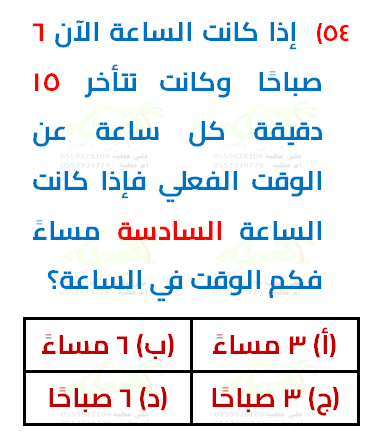 ٥٤) إذا كانت الساعة الآن ٦
صباحًا وكانت تتأخر ١٥
دقيقة كل ساعة عن
الوقت الفعلي فإذا كانت
الساعة السادسة مساءً
فكم الوقت في الساعة؟
(أ) ٣ مساءً (ب) ٦ مساءً
(ج) ٣ صباحًا (د) ٦ صباحًا